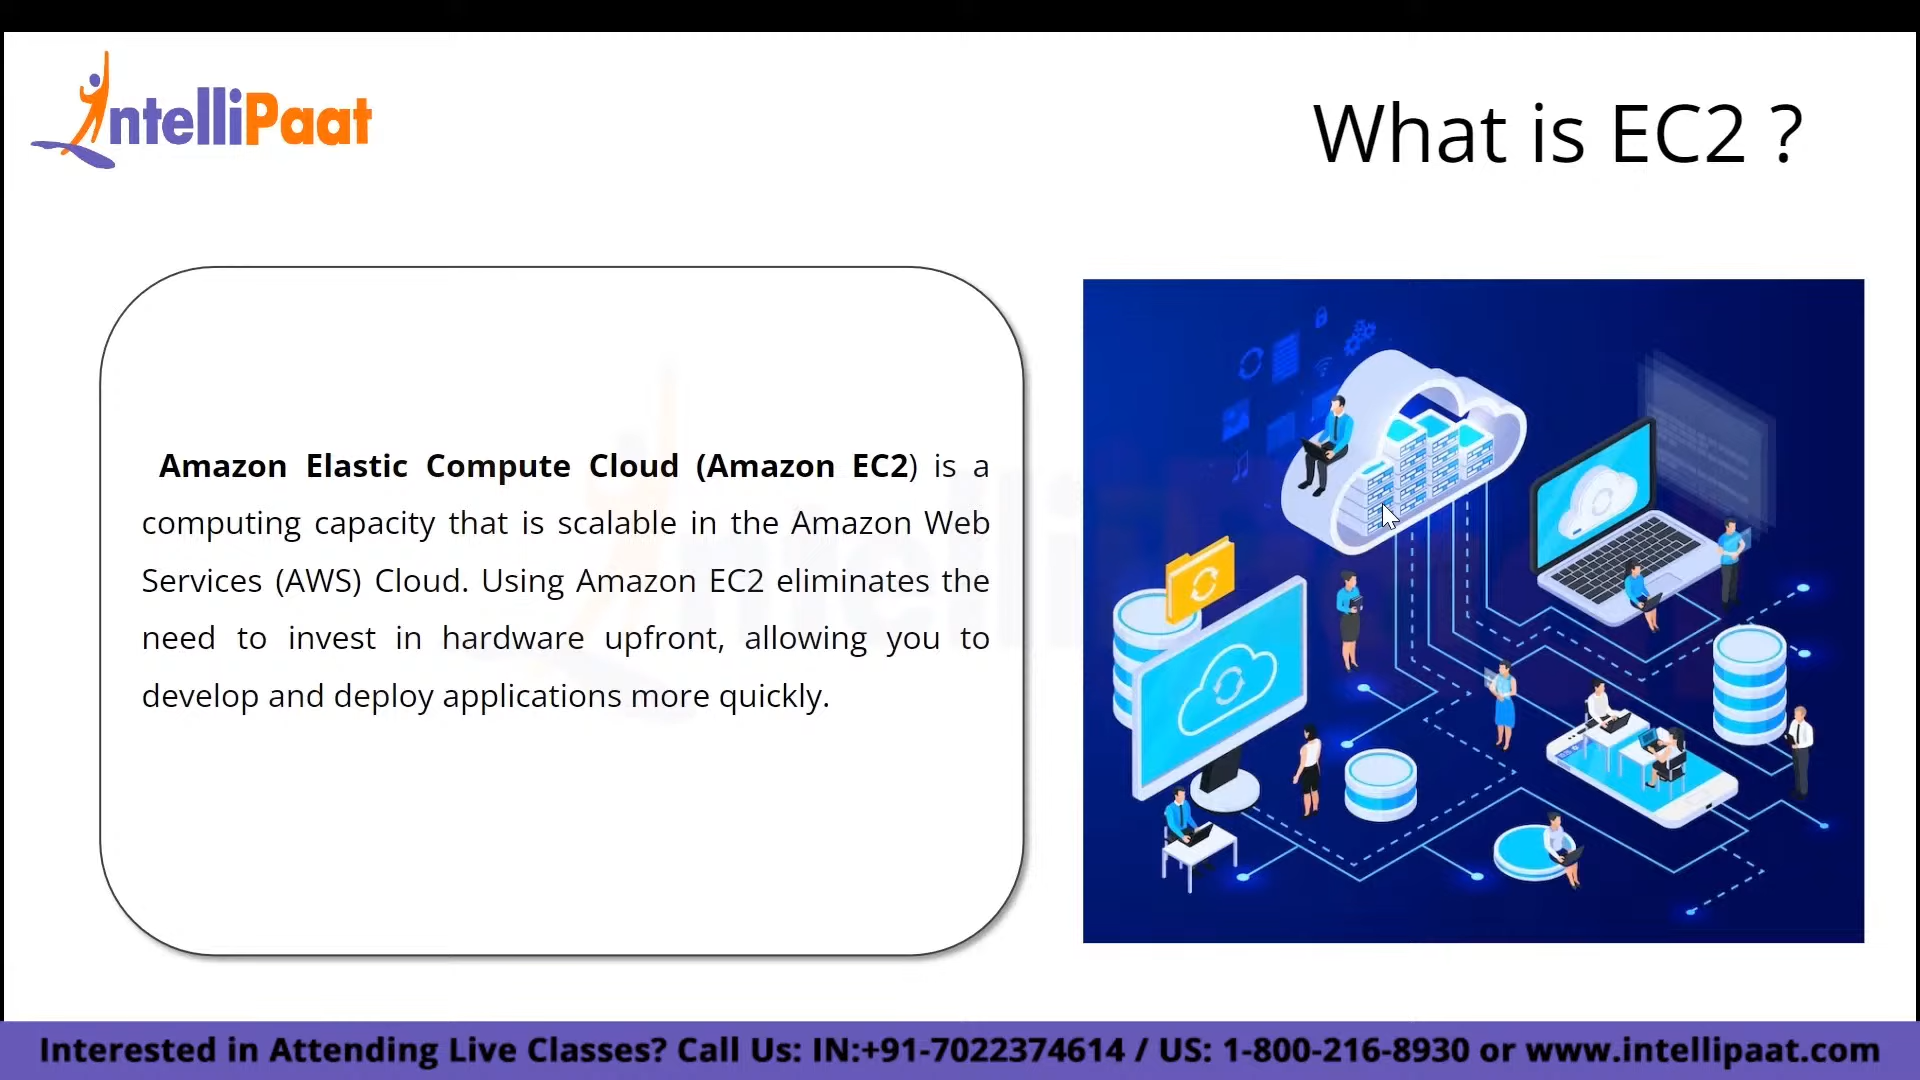 IntelliPaat
What is EC2 ?
Amazon Elastic Compute Cloud (Amazon EC2) is a
computing capacity that is scalable in the Amazon Web
Services (AWS) Cloud. Using Amazon EC2 eliminates the
need to invest in hardware upfront, allowing you to
develop and deploy applications more quickly.
Interested in Attending Live Classes? Call Us: IN:+91-7022374614 / US: 1-800-216-8930 or www.intellipaat.com